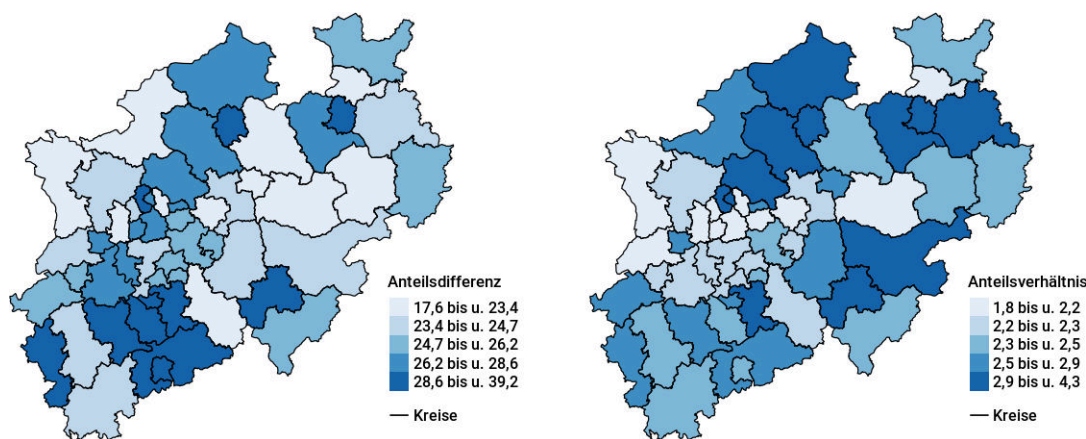 Anteilsdifferenz
17,6 bis u. 23,4
23,4 bis u. 24,7
24,7 bis u. 26,2
26,2 bis u. 28,6
28,6 bis u. 39,2
Kreise
Anteilsverhältnis
1,8 bis u. 2,2
2,2 bis u. 2,3
2,3 bis u. 2,5
2,5 bis u. 2,9
2,9 bis u. 4,3
Kreise